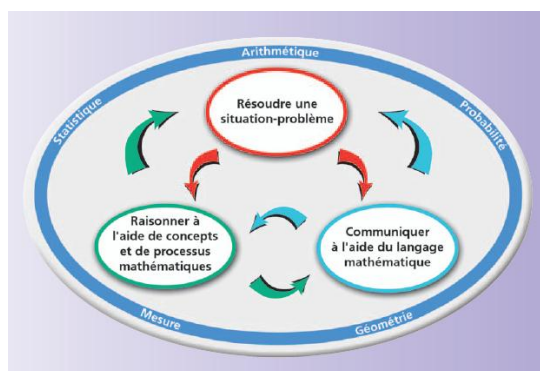 Arithmétique
Statistique
Probabilité
Résoudre une
situation-problème
Raisonner à
l'aide de concepts
et de processus
mathématiques
Communiquer
à l'aide du langage
mathématique
Mesure
Géométrie